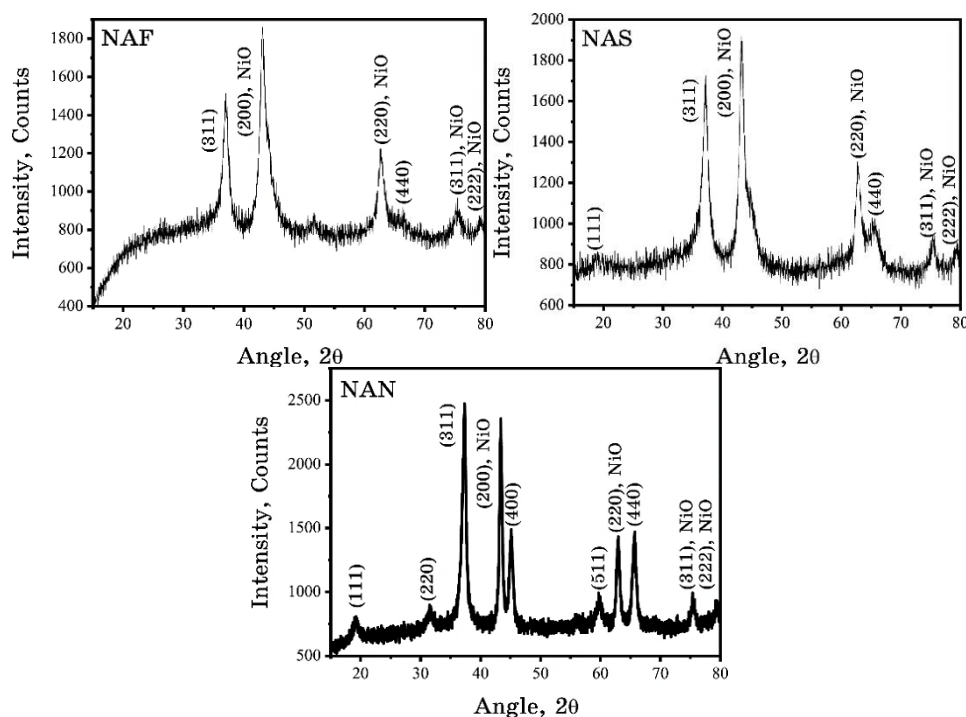 NAF
1800
1600
1400
1200
1000
800
600
400
Intensity, Counts
(311)
(200), NiO
(220), NiO
(440)
(311), NiO
(222), NiO
20 30 40 50 60 70 80
Angle, 2θ
NAS
2000
1800
1600
1400
1200
1000
800
600
Intensity, Counts
(111)
(311)
(200), NiO
(220), NiO
(440)
(311), NiO
(222), NiO
20 30 40 50 60 70 80
Angle, 2θ
NAN
2500
2000
1500
1000
500
Intensity, Counts
(111)
(220)
(311)
(200), NiO
(400)
(511)
(220), NiO
(440)
(311), NiO
(222), NiO
20 30 40 50 60 70 80
Angle, 2θ